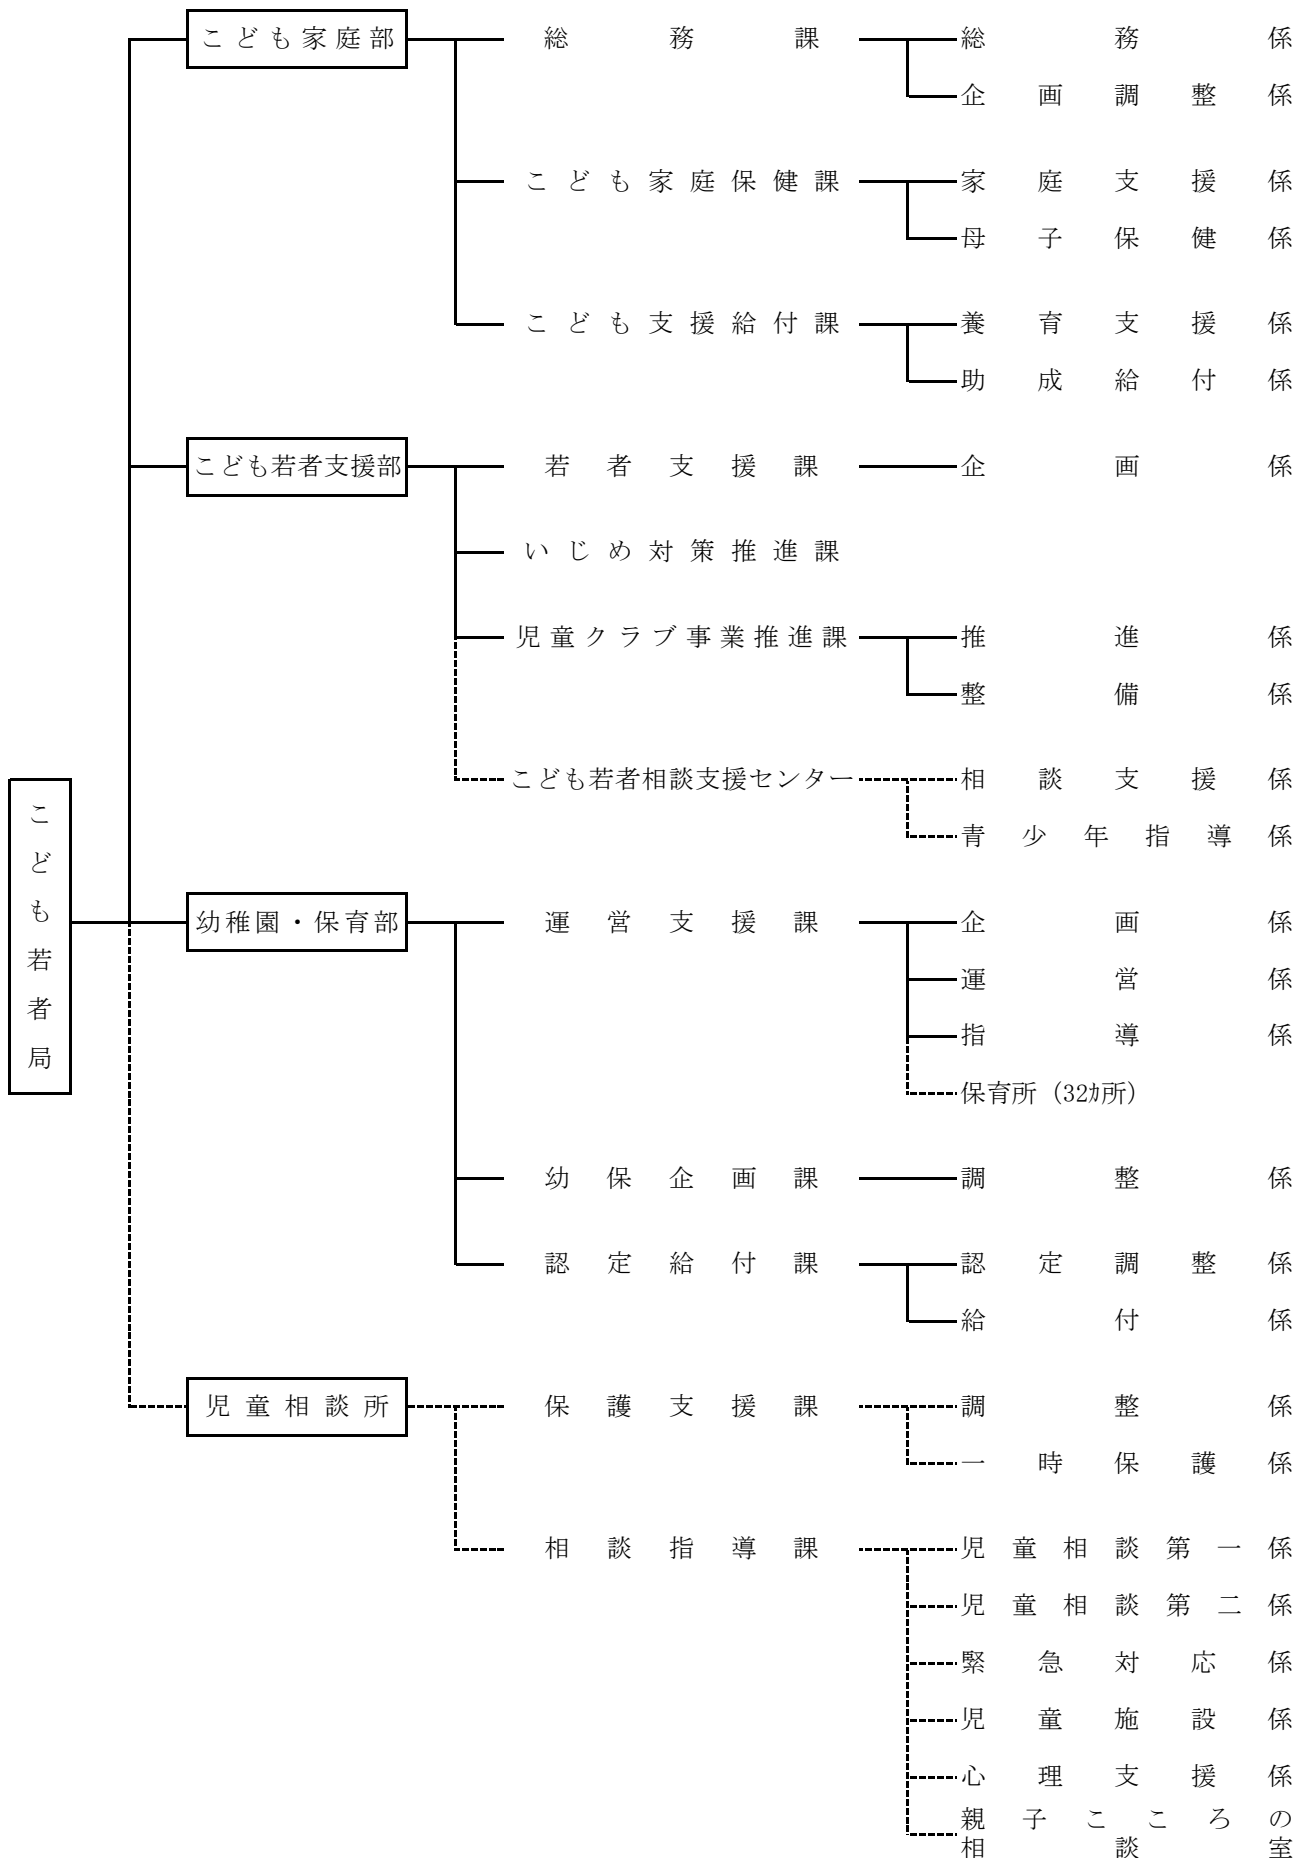 こども家庭部 総務課 総務係
企画調整係
こども家庭保健課 家庭支援係
母子保健係
こども支援給付課 養育支援係
助成給付係
こども若者支援部 若者支援課 企画係
いじめ対策推進課
児童クラブ事業推進課 推進係
整備係
こども若者相談支援センター 相談支援係
青少年指導係
こども若者局
幼稚園・保育部 運営支援課 企画係
運営係
指導係
保育所（32ｶ所）
幼保企画課 調整係
認定給付課 認定調整係
給付係
児童相談所 保護支援課 調整係
一時保護係
相談指導課 児童相談第一係
児童相談第二係
緊急対応係
児童施設係
心理支援係
親子こころの
相談室